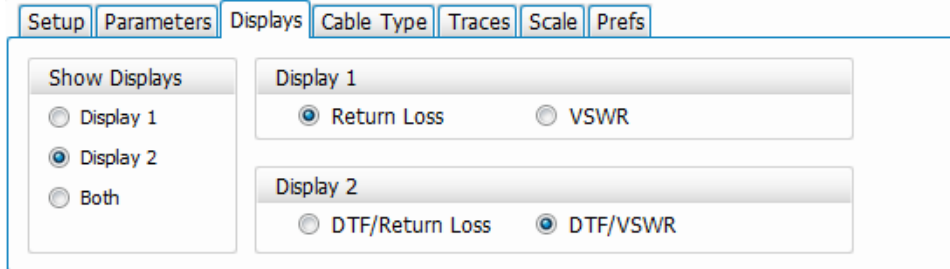 Setup Parameters Displays Cable Type Traces Scale Prefs
Show Displays
Display 1
Display 2
Both
Display 1
Return Loss VSWR
Display 2
DTF/Return Loss DTF/VSWR